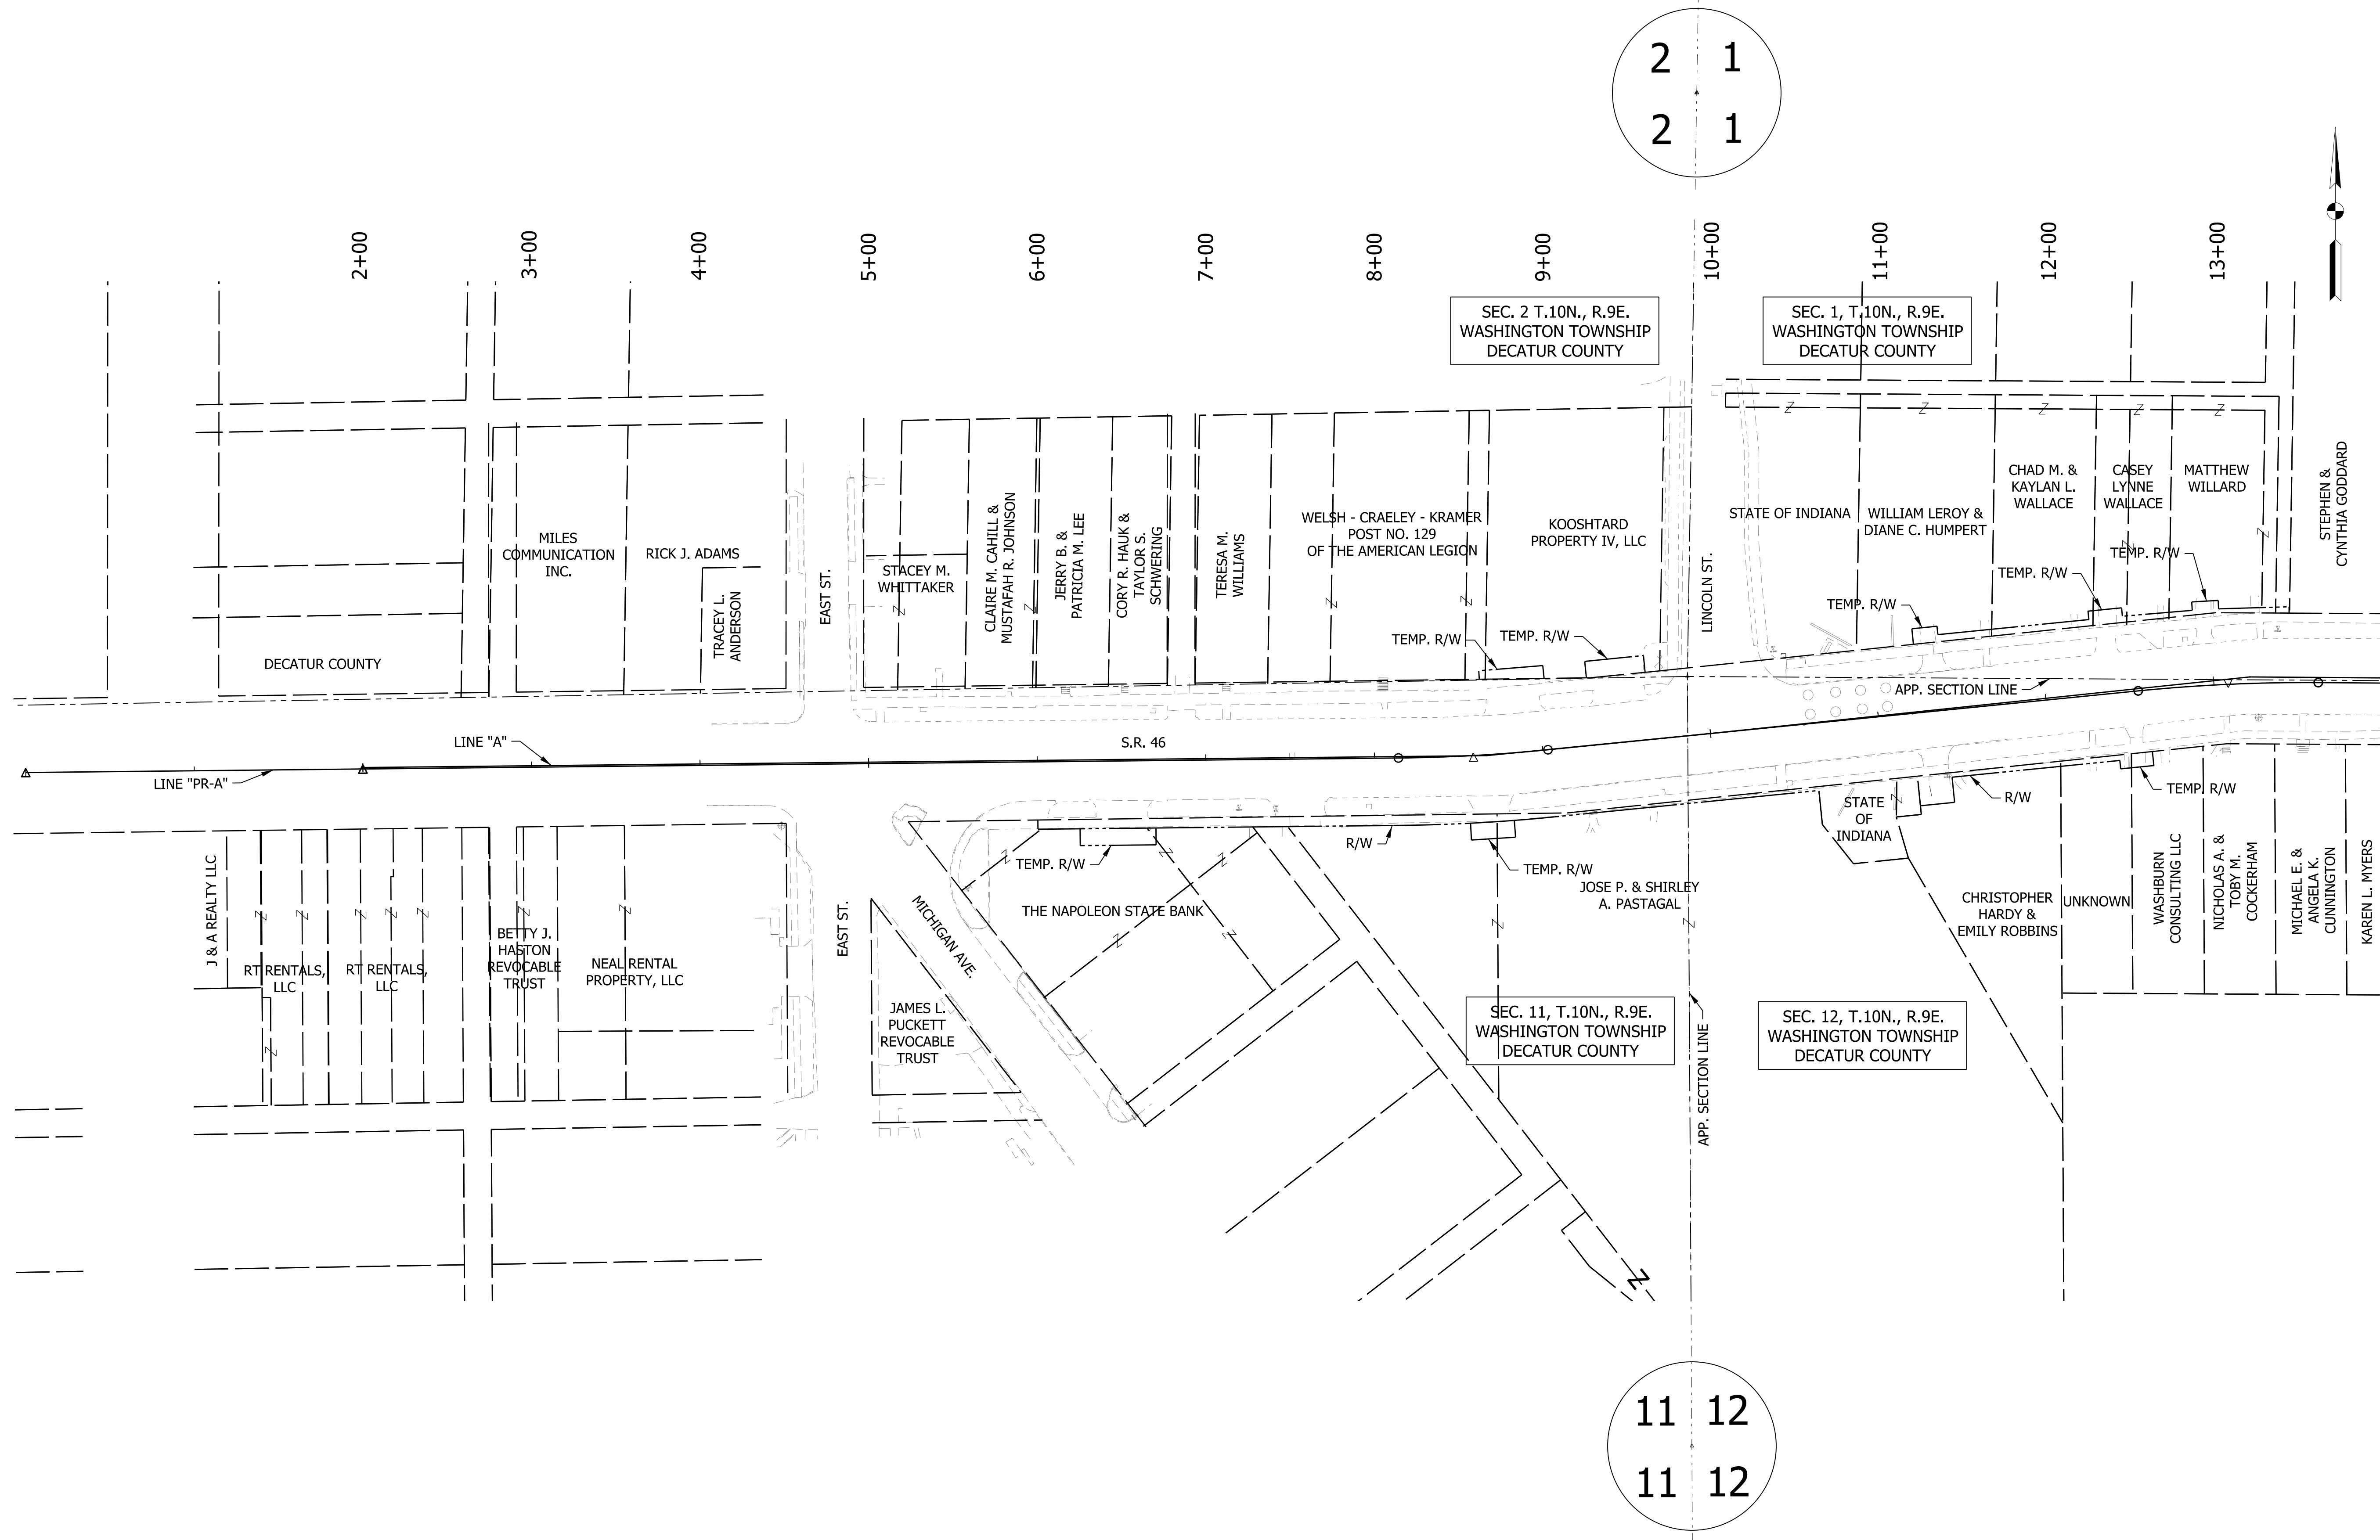 2 1
2 1
2+00
3+00
4+00
5+00
6+00
7+00
8+00
9+00
10+00
11+00
12+00
13+00
SEC. 2 T.10N., R.9E.
WASHINGTON TOWNSHIP
DECATUR COUNTY
SEC. 1, T.10N., R.9E.
WASHINGTON TOWNSHIP
DECATUR COUNTY
DECATUR COUNTY
MILES
COMMUNICATION
INC.
RICK J. ADAMS
TRACEY L.
ANDERSON
EAST ST.
STACEY M.
WHITTAKER
CLAIRE M. CAHILL &
MUSTAFAH R. JOHNSON
JERRY B. &
PATRICIA M. LEE
CORY R. HAUK &
TAYLOR S.
SCHWERING
TERESA M.
WILLIAMS
WELSH - CRAELEY - KRAMER
POST NO. 129
OF THE AMERICAN LEGION
KOOSHTARD
PROPERTY IV, LLC
TEMP. R/W
TEMP. R/W
LINCOLN ST.
STATE OF INDIANA
WILLIAM LEROY &
DIANE C. HUMPERT
CHAD M. &
KAYLAN L.
WALLACE
CASEY
LYNNE
WALLACE
MATTHEW
WILLARD
STEPHEN &
CYNTHIA GODDARD
TEMP. R/W
TEMP. R/W
TEMP. R/W
APP. SECTION LINE
LINE "A"
S.R. 46
LINE "PR-A"
J & A REALTY LLC
RT RENTALS,
LLC
RT RENTALS,
LLC
BETTY J.
HASTON
REVOCABLE
TRUST
NEAL RENTAL
PROPERTY, LLC
EAST ST.
JAMES L.
PUCKETT
REVOCABLE
TRUST
MICHIGAN AVE.
TEMP. R/W
THE NAPOLEON STATE BANK
R/W
TEMP. R/W
JOSE P. & SHIRLEY
A. PASTAGAL
STATE
OF
INDIANA
R/W
TEMP. R/W
CHRISTOPHER
HARDY &
EMILY ROBBINS
UNKNOWN
WASHBURN
CONSULTING LLC
NICHOLAS A. &
TOBY M.
COCKERHAM
MICHAEL E. &
ANGELA K.
CUNNINGTON
KAREN L. MYERS
SEC. 11, T.10N., R.9E.
WASHINGTON TOWNSHIP
DECATUR COUNTY
APP. SECTION LINE
SEC. 12, T.10N., R.9E.
WASHINGTON TOWNSHIP
DECATUR COUNTY
11 12
11 12